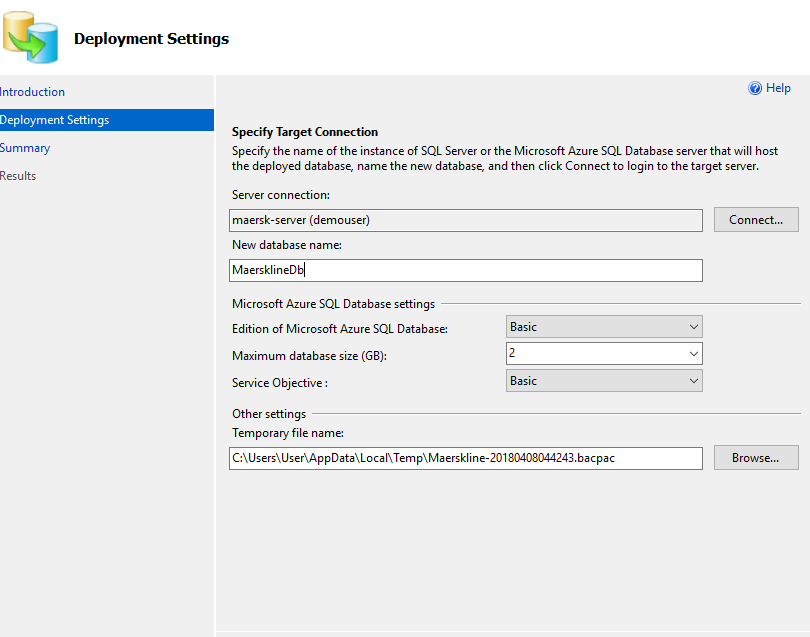 Deployment Settings
Introduction
Deployment Settings
Summary
Results
Help
Specify Target Connection
Specify the name of the instance of SQL Server or the Microsoft Azure SQL Database server that will host
the deployed database, name the new database, and then click Connect to login to the target server.
Server connection:
maersk-server (demouser)
Connect...
New database name:
MaersklineDb
Microsoft Azure SQL Database settings
Edition of Microsoft Azure SQL Database:
Basic
Maximum database size (GB):
2
Service Objective :
Basic
Other settings
Temporary file name:
C:\Users\User\AppData\Local\Temp\Maerskline-20180408044243.bacpac
Browse...